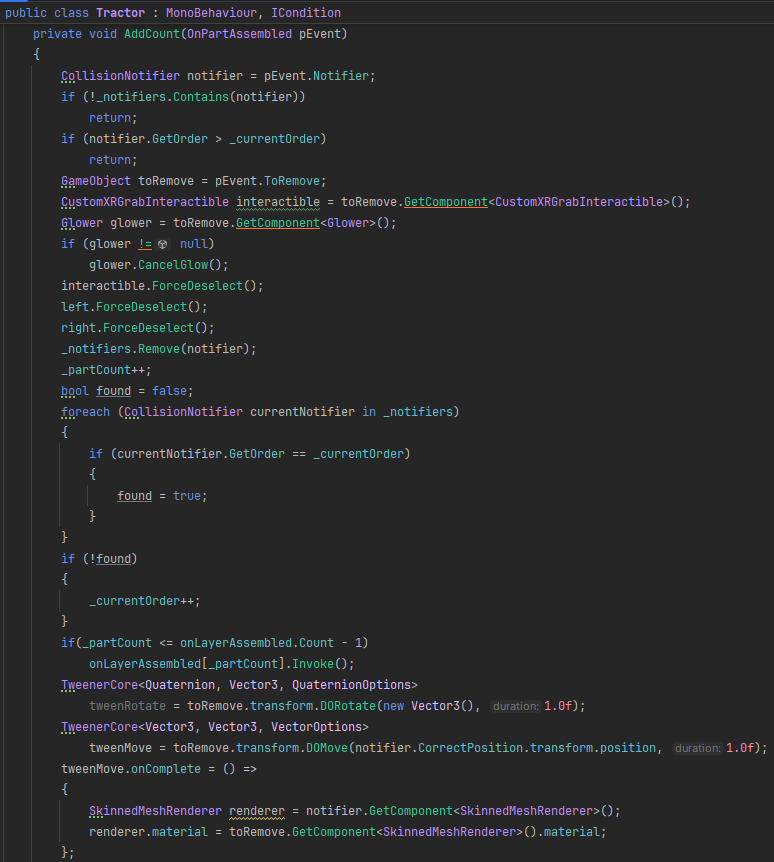 public class Tractor : MonoBehaviour, ICondition
private void AddCount(OnPartAssembled pEvent)
{
CollisionNotifier notifier = pEvent.Notifier;
if (!_notifiers.Contains(notifier))
return;
if (notifier.GetOrder > _currentOrder)
return;
GameObject toRemove = pEvent.ToRemove;
CustomXRGrabInteractible interactible = toRemove.GetComponent<CustomXRGrabInteractible>();
Glower glower = toRemove.GetComponent<Glower>();
if (glower != null)
glower.CancelGlow();
interactible.ForceDeselect();
left.ForceDeselect();
right.ForceDeselect();
_notifiers.Remove(notifier);
_partCount++;
bool found = false;
foreach (CollisionNotifier currentNotifier in _notifiers)
{
if (currentNotifier.GetOrder == _currentOrder)
{
found = true;
}
}
if (!found)
{
_currentOrder++;
}
if(_partCount <= onLayerAssembled.Count - 1)
onLayerAssembled[_partCount].Invoke();
TweenerCore<Quaternion, Vector3, QuaternionOptions>
tweenRotate = toRemove.transform.DORotate(new Vector3(), duration: 1.0f);
TweenerCore<Vector3, Vector3, VectorOptions>
tweenMove = toRemove.transform.DOMove(notifier.CorrectPosition.transform.position, duration: 1.0f);
tweenMove.onComplete = () =>
{
SkinnedMeshRenderer renderer = notifier.GetComponent<SkinnedMeshRenderer>();
renderer.material = toRemove.GetComponent<SkinnedMeshRenderer>().material;
};